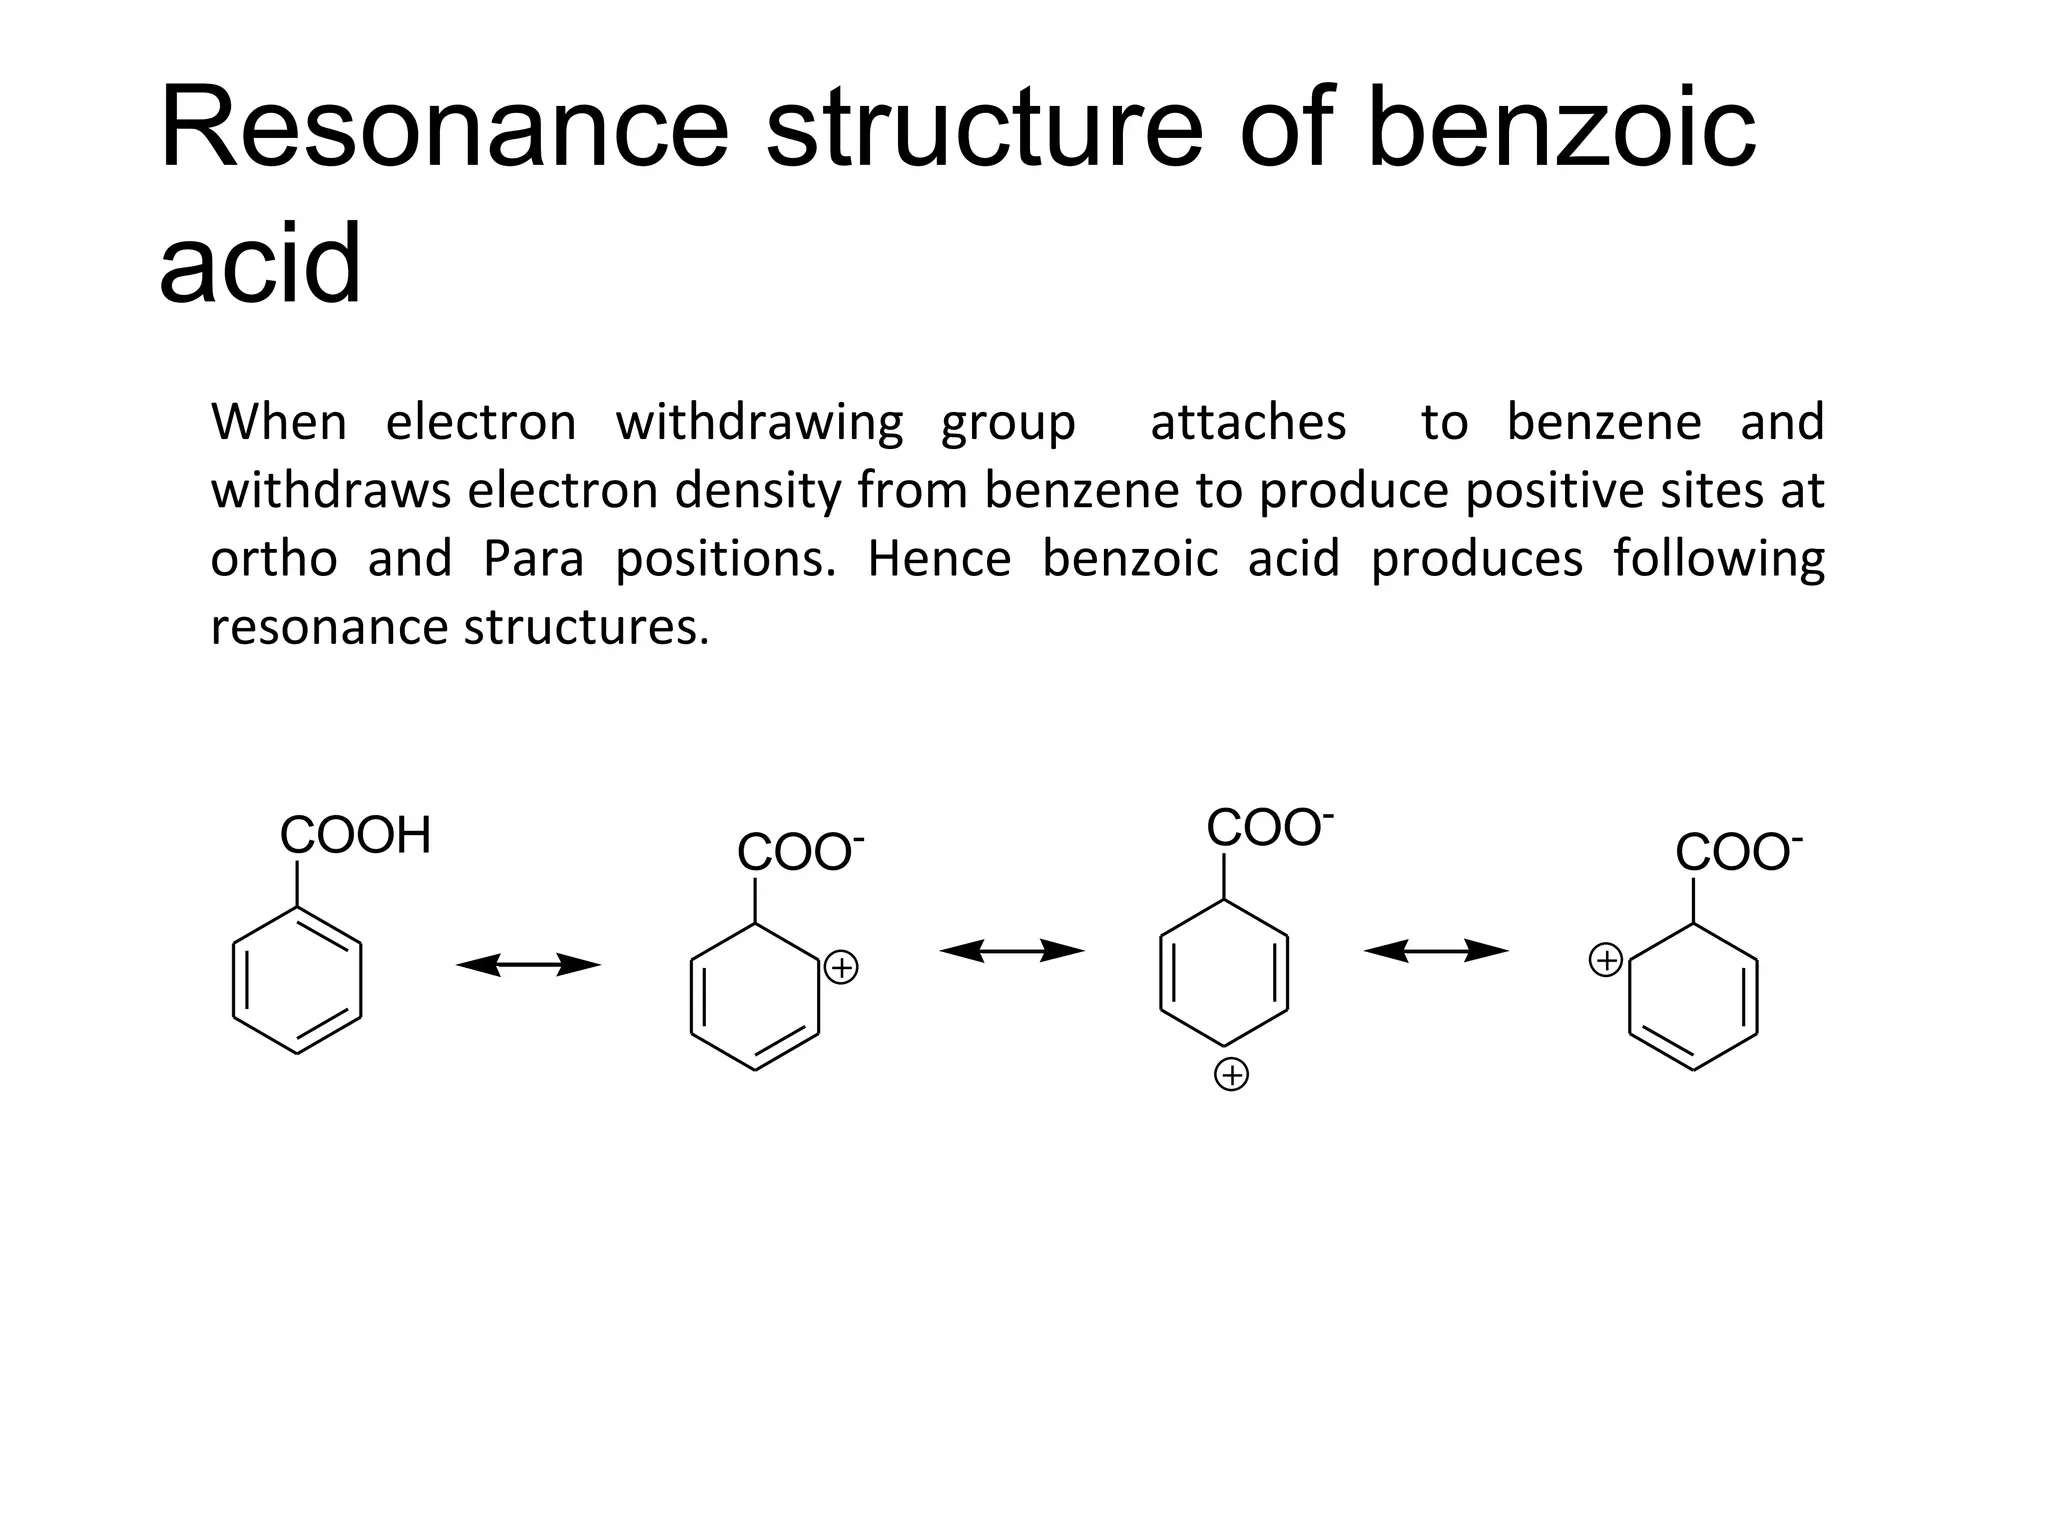 Resonance structure of benzoic
acid
When electron withdrawing group attaches to benzene and
withdraws electron density from benzene to produce positive sites at
ortho and Para positions. Hence benzoic acid produces following
resonance structures.
COOH
COO-
COO-
COO-
+
+
+